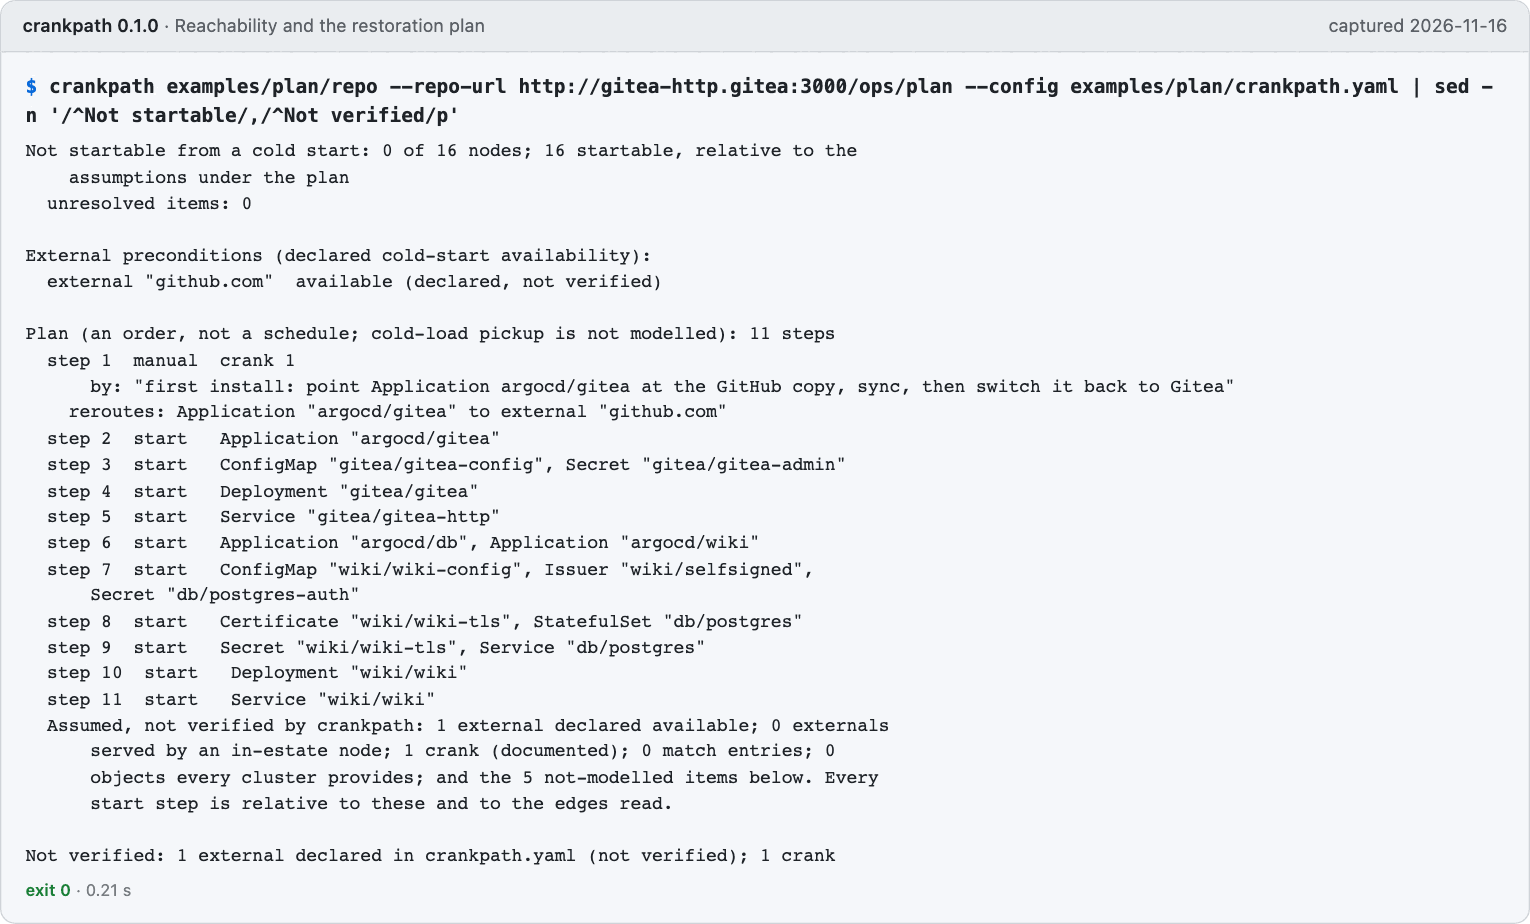 crankpath 0.1.0 · Reachability and the restoration plan
captured 2026-11-16
$ crankpath examples/plan/repo --repo-url http://gitea-http.gitea:3000/ops/plan --config examples/plan/crankpath.yaml | sed -
n '/^Not startable/,/^Not verified/p'
Not startable from a cold start: 0 of 16 nodes; 16 startable, relative to the
    assumptions under the plan
  unresolved items: 0

External preconditions (declared cold-start availability):
  external "github.com"  available (declared, not verified)

Plan (an order, not a schedule; cold-load pickup is not modelled): 11 steps
  step 1  manual  crank 1
      by: "first install: point Application argocd/gitea at the GitHub copy, sync, then switch it back to Gitea"
    reroutes: Application "argocd/gitea" to external "github.com"
  step 2  start   Application "argocd/gitea"
  step 3  start   ConfigMap "gitea/gitea-config", Secret "gitea/gitea-admin"
  step 4  start   Deployment "gitea/gitea"
  step 5  start   Service "gitea/gitea-http"
  step 6  start   Application "argocd/db", Application "argocd/wiki"
  step 7  start   ConfigMap "wiki/wiki-config", Issuer "wiki/selfsigned",
      Secret "db/postgres-auth"
  step 8  start   Certificate "wiki/wiki-tls", StatefulSet "db/postgres"
  step 9  start   Secret "wiki/wiki-tls", Service "db/postgres"
  step 10  start   Deployment "wiki/wiki"
  step 11  start   Service "wiki/wiki"
  Assumed, not verified by crankpath: 1 external declared available; 0 externals
      served by an in-estate node; 1 crank (documented); 0 match entries; 0
      objects every cluster provides; and the 5 not-modelled items below. Every
      start step is relative to these and to the edges read.

Not verified: 1 external declared in crankpath.yaml (not verified); 1 crank
exit 0 · 0.21 s